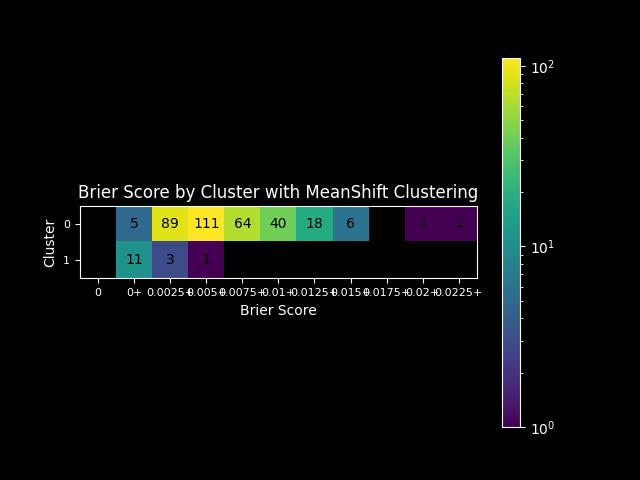 Brier Score by Cluster with MeanShift Clustering
Cluster
0 5 89 111 64 40 18 6 1 1
1 11 3 1
0 0+ 0.0025+ 0.005+ 0.0075+ 0.01+ 0.0125+ 0.015+ 0.0175+ 0.02+ 0.0225+
Brier Score
10²
10¹
10⁰